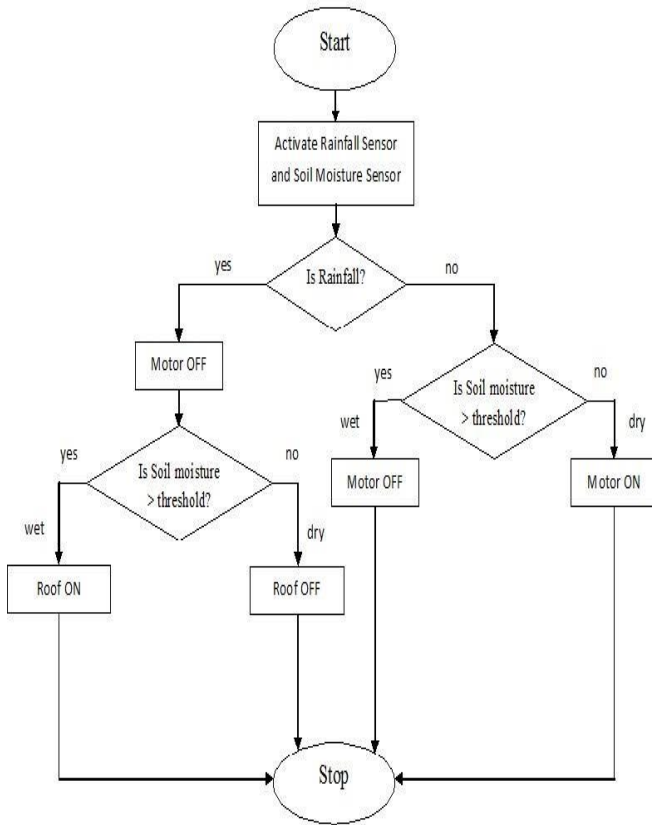 Start
Activate Rainfall Sensor
and Soil Moisture Sensor
yes
Is Rainfall?
no
Motor OFF
yes
Is Soil moisture
> threshold?
no
wet
dry
Motor OFF
Motor ON
yes
Is Soil moisture
> threshold?
no
wet
dry
Roof ON
Roof OFF
Stop